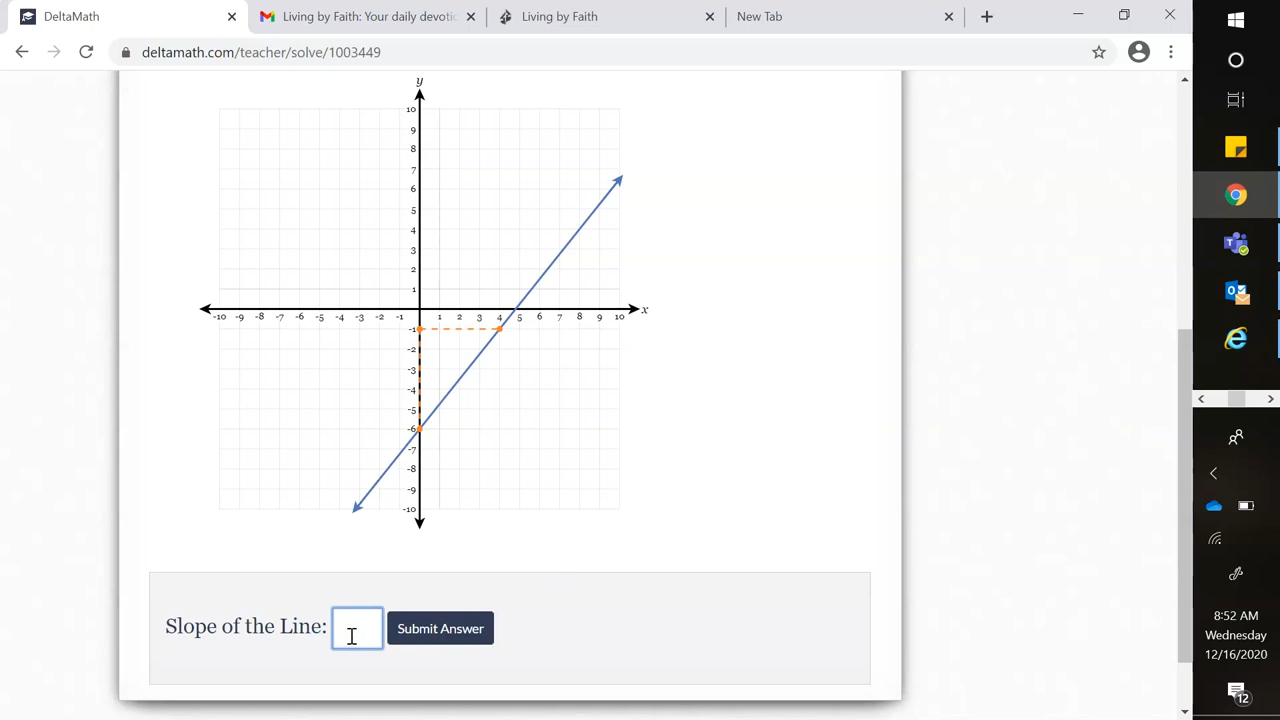 DeltaMath
Living by Faith: Your daily devotic
Living by Faith
New Tab
deltamath.com/teacher/solve/1003449
y
10
9
8
7
6
5
4
3
2
1
-10 -9 -8 -7 -6 -5 -4 -3 -2 -1 1 2 3 4 5 6 7 8 9 10 x
-1
-2
-3
-4
-5
-6
-7
-8
-9
-10
Slope of the Line:
Submit Answer
8:52 AM
Wednesday
12/16/2020
12